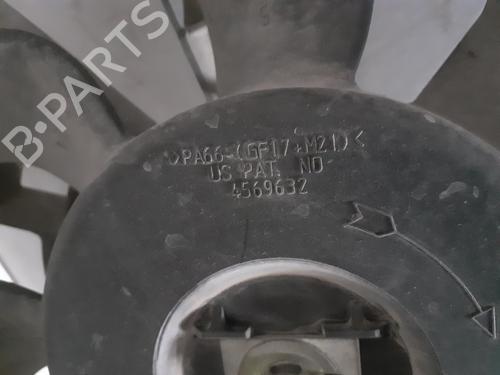 B-PARTS
>PA66-(GF17+M21)<
US PAT. NO
4569632